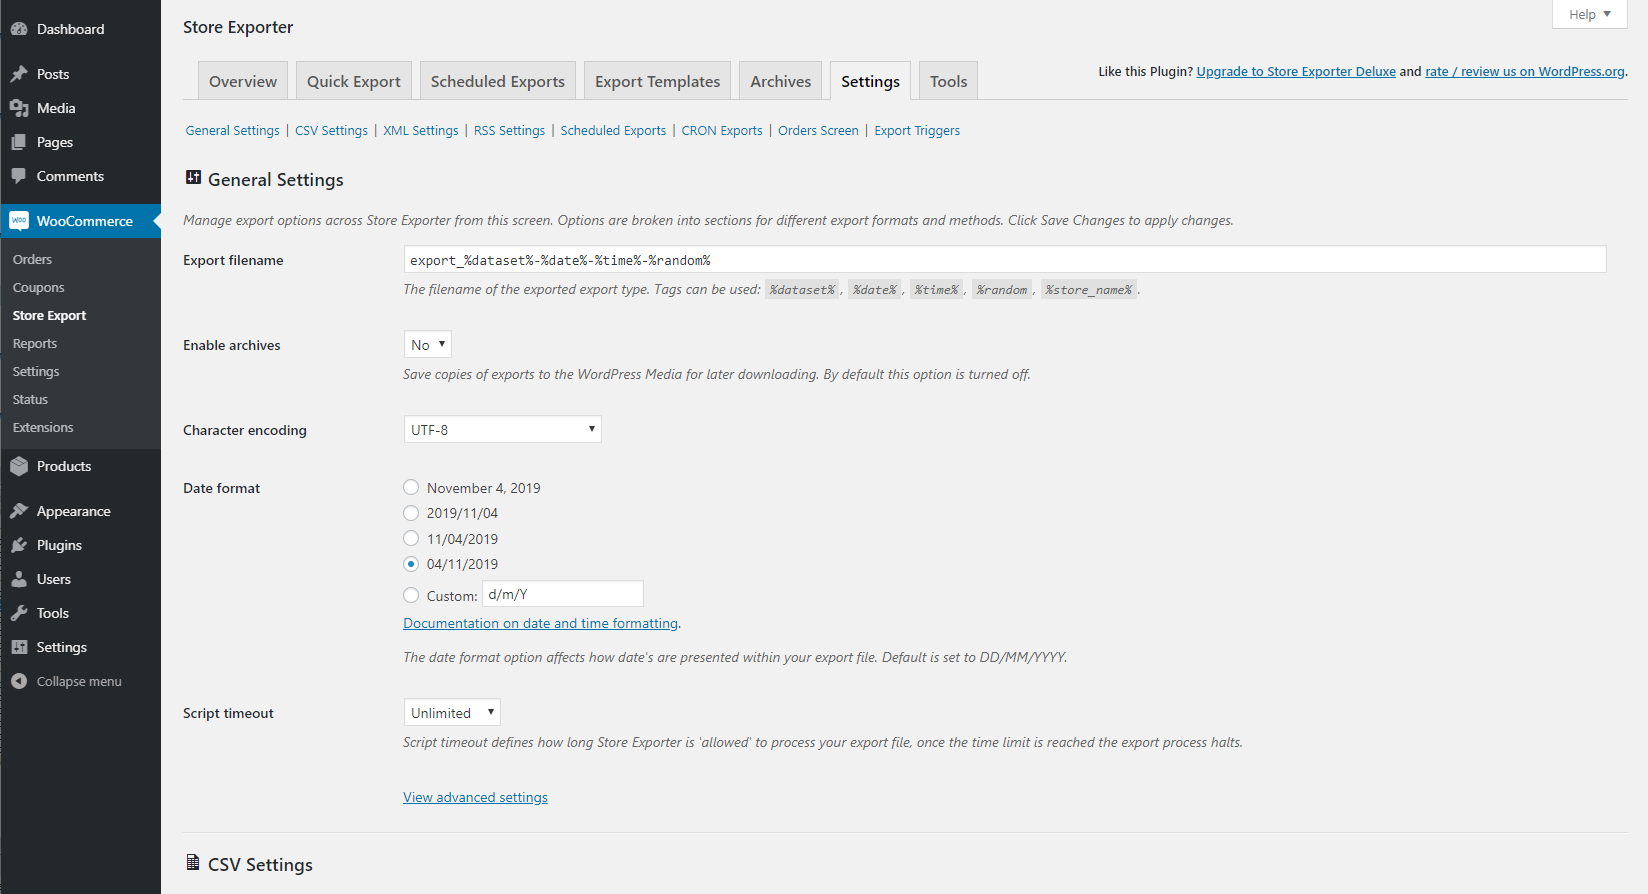 Dashboard
Posts
Media
Pages
Comments
WOO WooCommerce
Orders
Coupons
Store Export
Reports
Settings
Status
Extensions
Products
Appearance
Plugins
Users
Tools
Settings
Collapse menu
Help
Store Exporter
Overview Quick Export Scheduled Exports Export Templates Archives Settings Tools
Like this Plugin? Upgrade to Store Exporter Deluxe and rate / review us on WordPress.org.
General Settings | CSV Settings | XML Settings | RSS Settings | Scheduled Exports | CRON Exports | Orders Screen | Export Triggers
General Settings
Manage export options across Store Exporter from this screen. Options are broken into sections for different export formats and methods. Click Save Changes to apply changes.
Export filename export_%dataset%-%date%-%time%-%random%
The filename of the exported export type. Tags can be used: %dataset%, %date%, %time%, %random, %store_name%.
Enable archives No
Save copies of exports to the WordPress Media for later downloading. By default this option is turned off.
Character encoding UTF-8
Date format November 4, 2019
2019/11/04
11/04/2019
04/11/2019
Custom: d/m/Y
Documentation on date and time formatting.
The date format option affects how date's are presented within your export file. Default is set to DD/MM/YYYY.
Script timeout Unlimited
Script timeout defines how long Store Exporter is 'allowed' to process your export file, once the time limit is reached the export process halts.
View advanced settings
CSV Settings